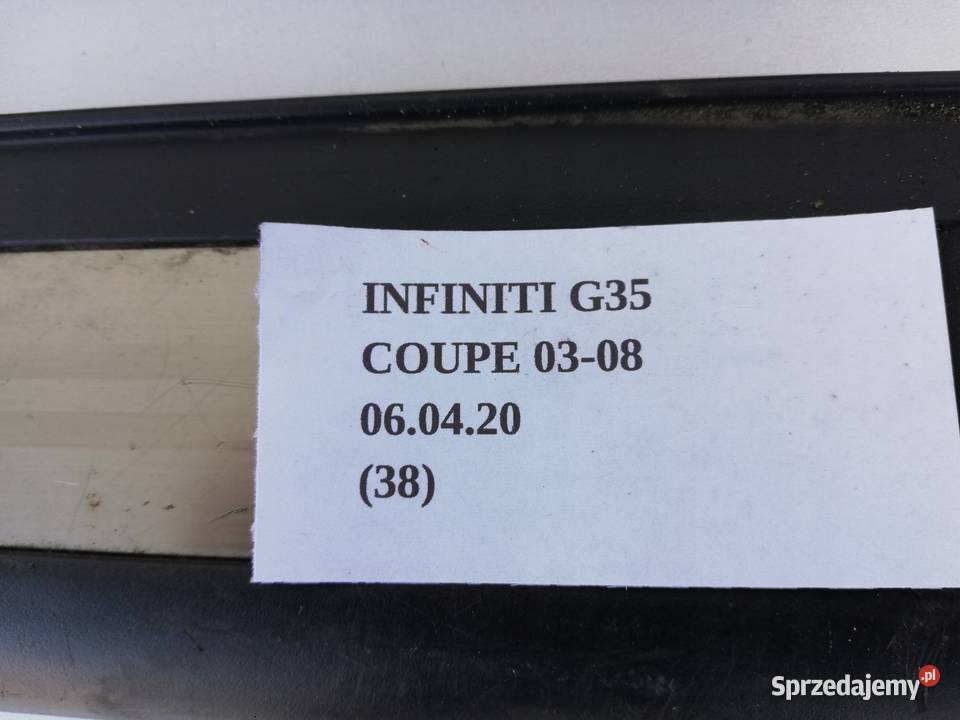 INFINITI G35
COUPE 03-08
06.04.20
(38)
Sprzedajemy.pl